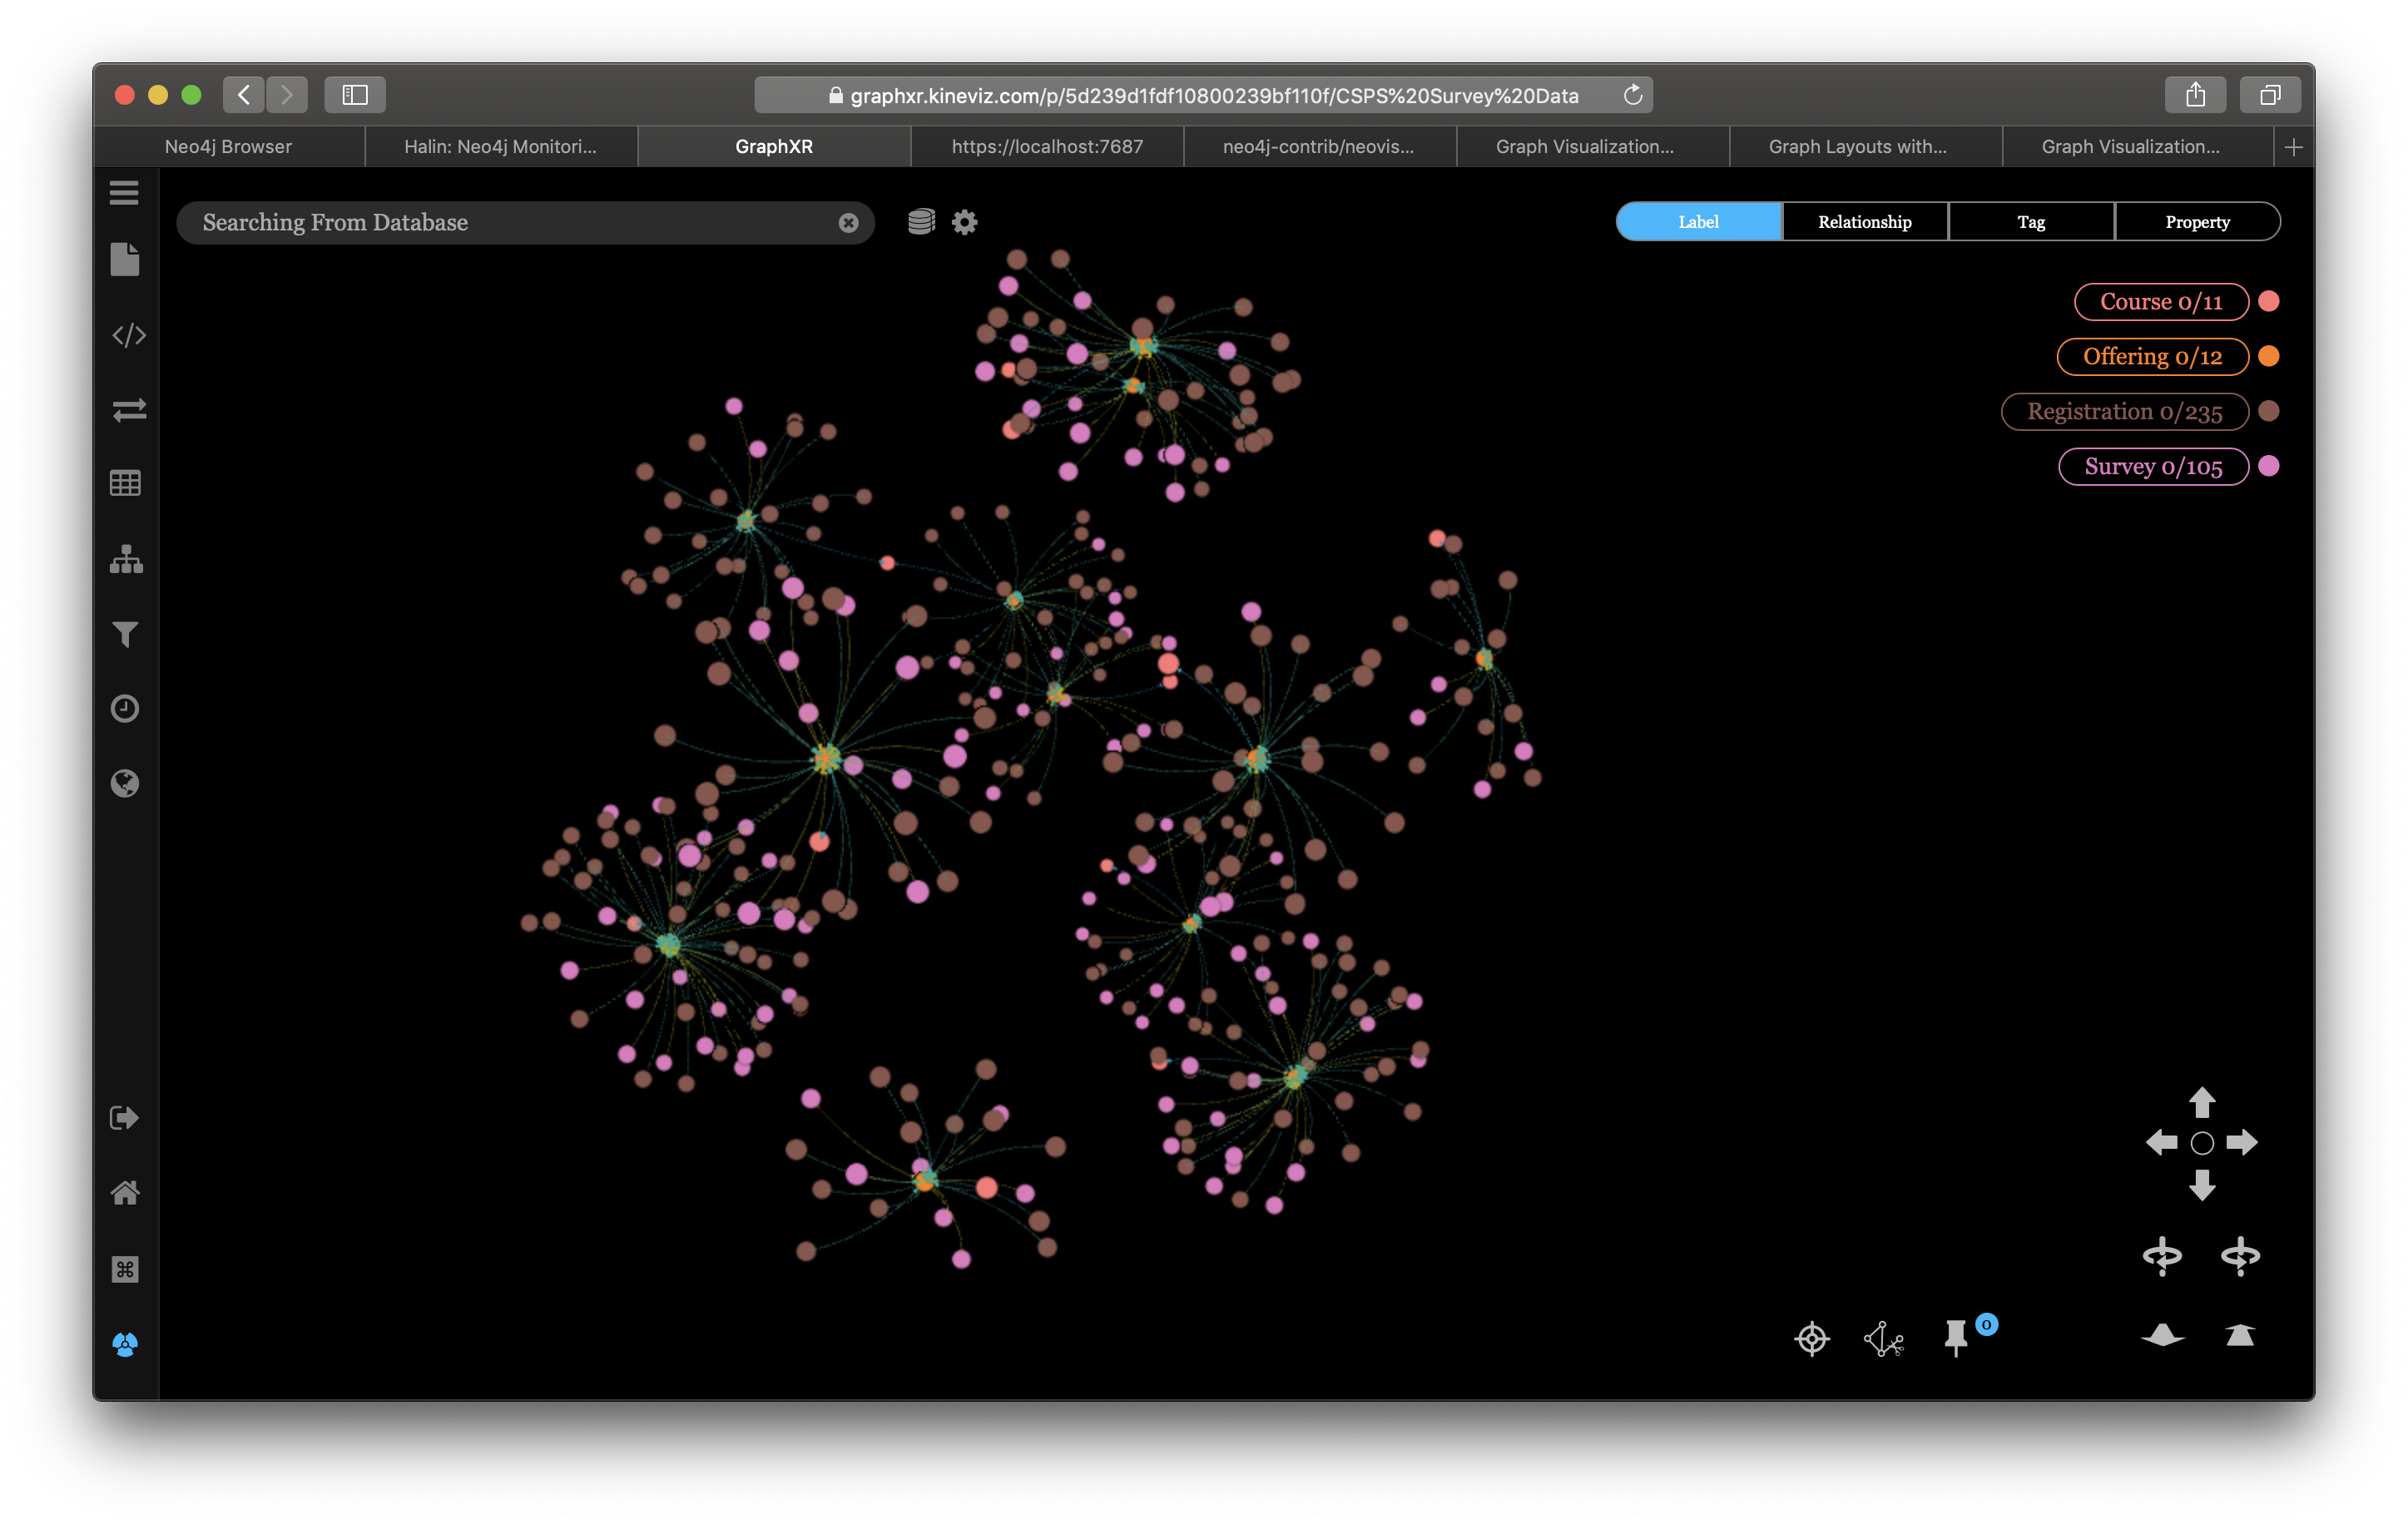 graphxr.kineviz.com/p/5d239d1fdf10800239bf110f/CSPS%20Survey%20Data
Neo4j Browser
Halin: Neo4j Monitori...
GraphXR
https://localhost:7687
neo4j-contrib/neovis...
Graph Visualization...
Graph Layouts with...
Graph Visualization...
Searching From Database
Label
Relationship
Tag
Property
Course 0/11
Offering 0/12
Registration 0/235
Survey 0/105
0